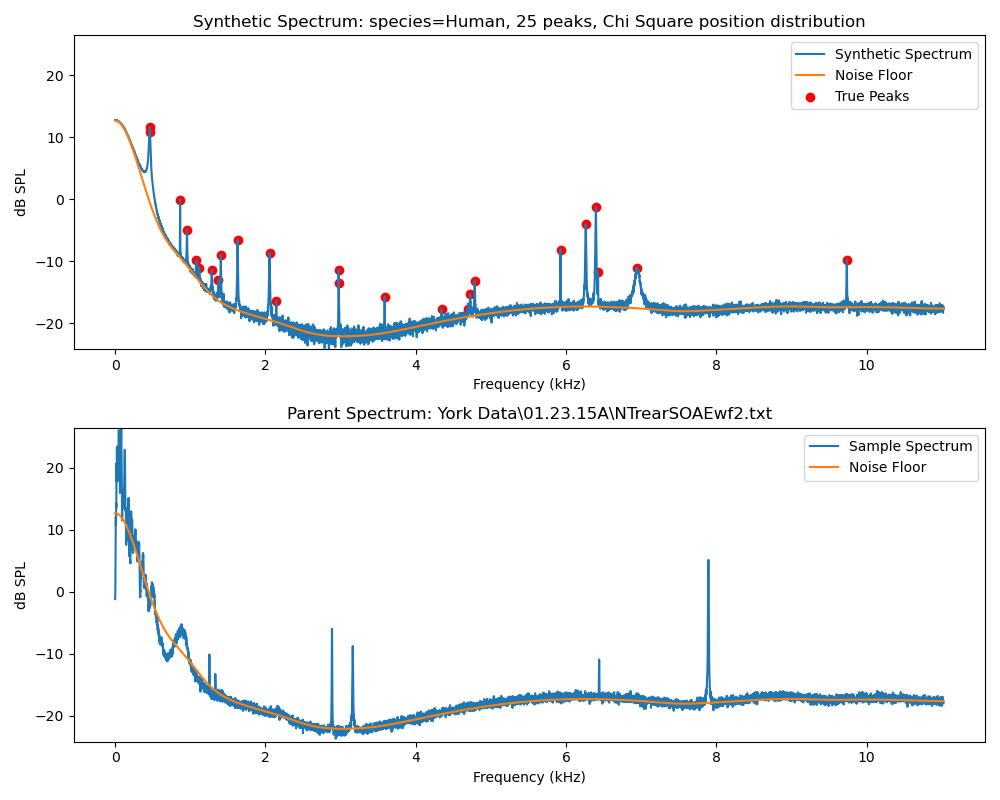 Synthetic Spectrum: species=Human, 25 peaks, Chi Square position distribution
Synthetic Spectrum
Noise Floor
True Peaks
dB SPL
20
10
0
−10
−20
0 2 4 6 8 10
Frequency (kHz)
Parent Spectrum: York Data\01.23.15A\NTrearSOAEwf2.txt
Sample Spectrum
Noise Floor
dB SPL
20
10
0
−10
−20
0 2 4 6 8 10
Frequency (kHz)